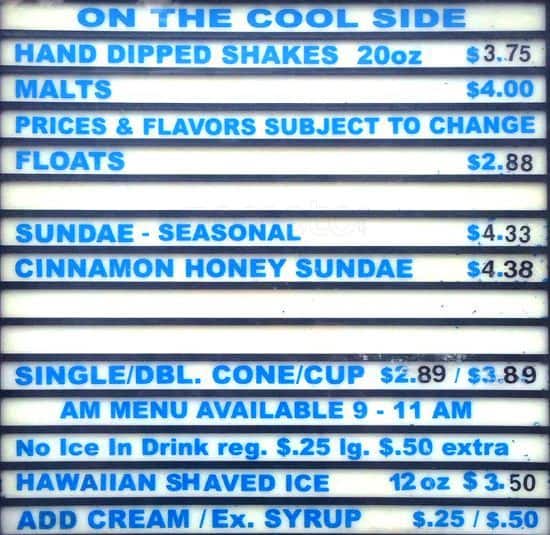 ON THE COOL SIDE
HAND DIPPED SHAKES 20oz $3.75
MALTS $4.00
PRICES & FLAVORS SUBJECT TO CHANGE
FLOATS $2.88
SUNDAE - SEASONAL $4.33
CINNAMON HONEY SUNDAE $4.38
SINGLE/DBL. CONE/CUP $2.89 / $3.89
AM MENU AVAILABLE 9 - 11 AM
No Ice In Drink reg. $.25 lg. $.50 extra
HAWAIIAN SHAVED ICE 12 oz $3.50
ADD CREAM / Ex. SYRUP $.25 / $.50